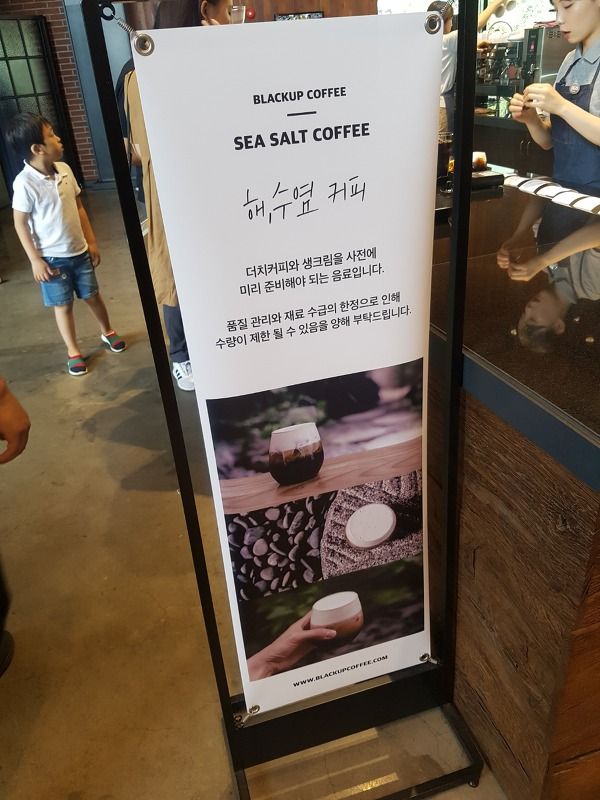 BLACKUP COFFEE
SEA SALT COFFEE
해,수염 커피
더치커피와 생크림을 사전에
미리 준비해야 되는 음료입니다.
품질 관리와 재료 수급의 한정으로 인해
수량이 제한 될 수 있음을 양해 부탁드립니다.
WWW.BLACKUPCOFFEE.COM